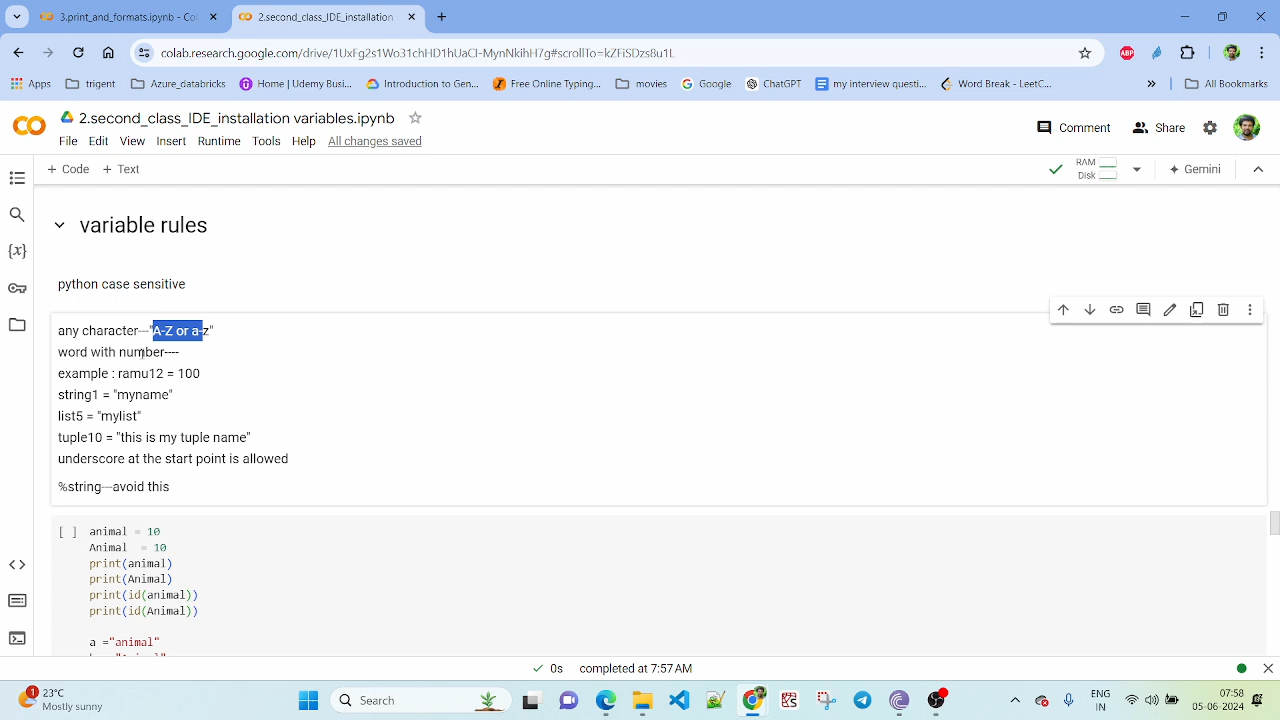 3.print_and_formats.ipynb - Col
2.second_class_IDE_installation
colab.research.google.com/drive/1UxFg2s1Wo31chHD1hUaCI-MynNkihH7g#scrollTo=kZFiSDzs8u1L
ABP
Apps
trigent
Azure_databricks
Home | Udemy Busi...
Introduction to Gen...
Free Online Typing...
movies
Google
ChatGPT
my interview questi...
Word Break - LeetC...
»
All Bookmarks
2.second_class_IDE_installation variables.ipynb
Comment
Share
File Edit View Insert Runtime Tools Help All changes saved
+ Code + Text
RAM
Disk
Gemini
variable rules
{x}
python case sensitive
any character---"A-Z or a-z"
word with number----
example : ramu12 = 100
string1 = "myname"
list5 = "mylist"
tuple10 = "this is my tuple name"
underscore at the start point is allowed
%string---avoid this
[ ] animal = 10
Animal = 10
print(animal)
print(Animal)
print(id(animal))
print(id(Animal))
a ="animal"
0s completed at 7:57 AM
1
23°C
Mostly sunny
Search
ENG
IN
07:58
05-06-2024